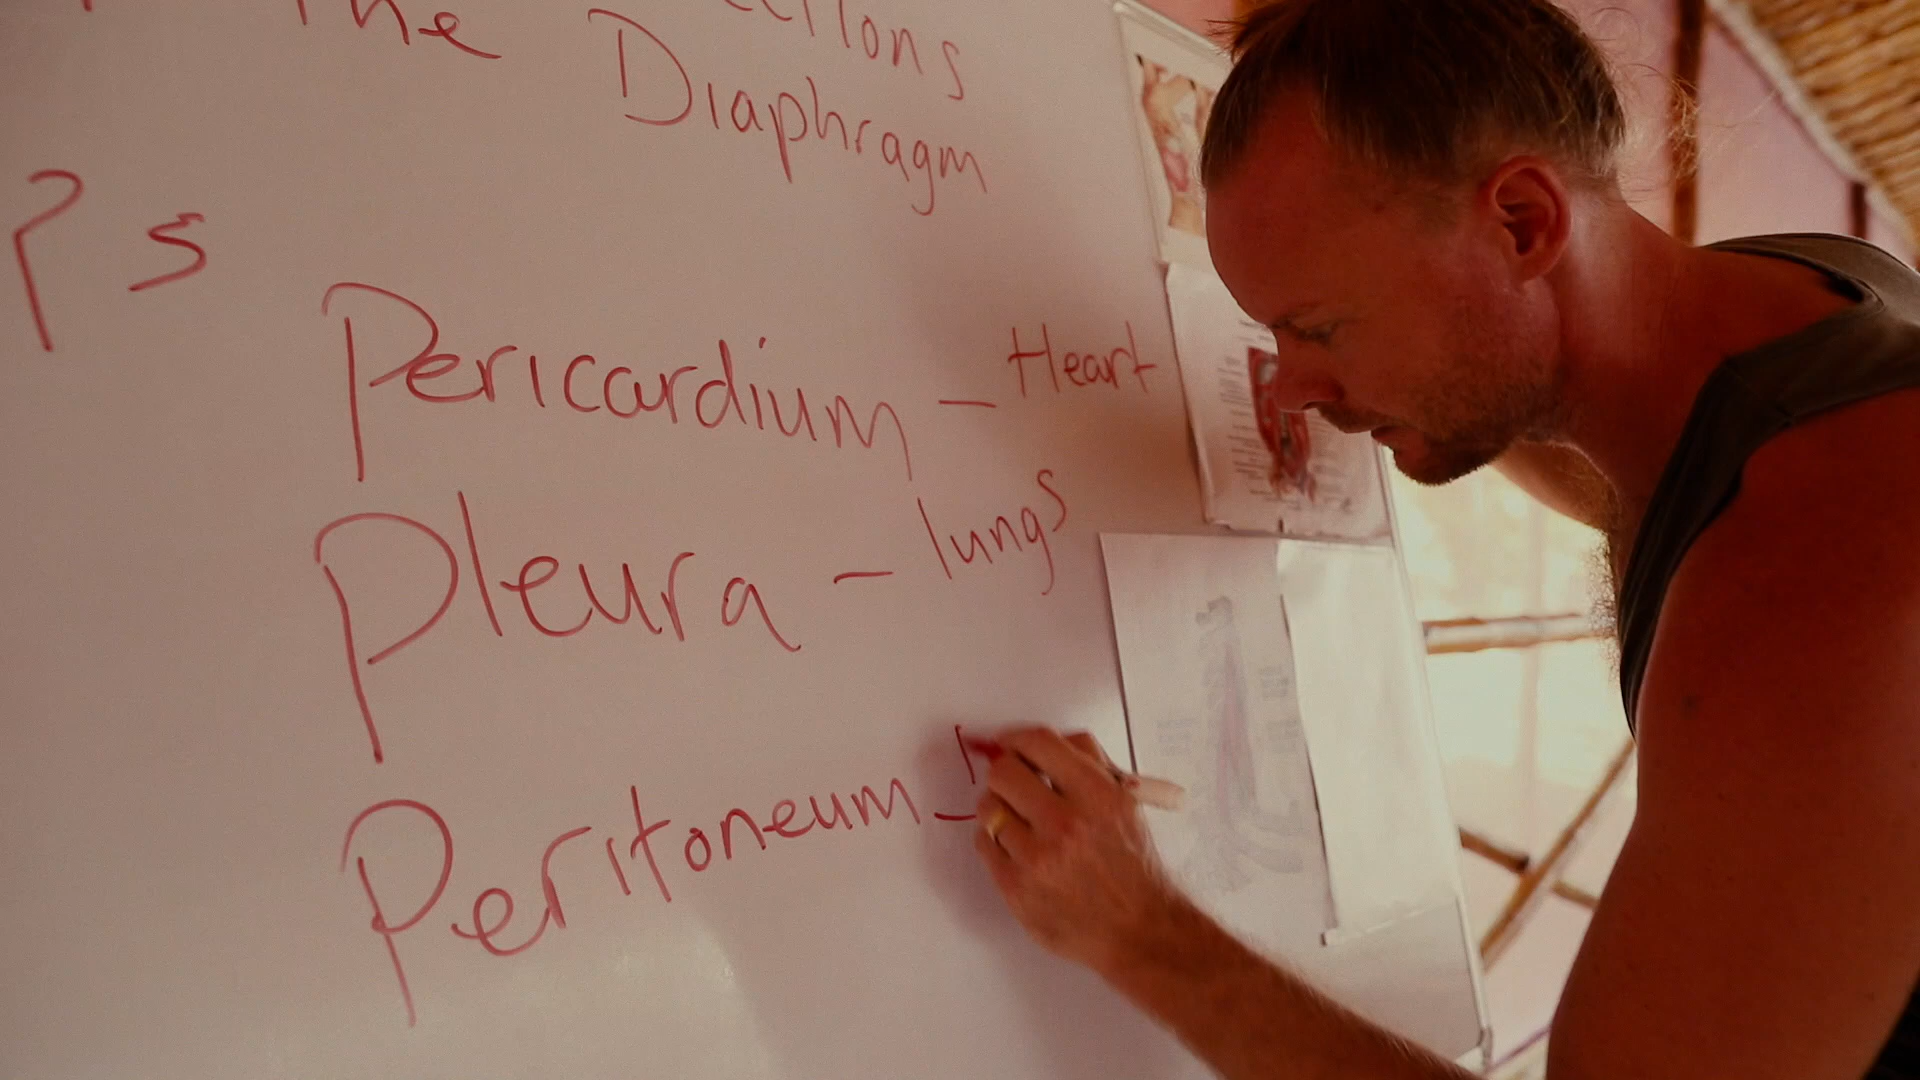 The
Diaphragm
Ps
Pericardium - Heart
Pleura - lungs
Peritoneum -